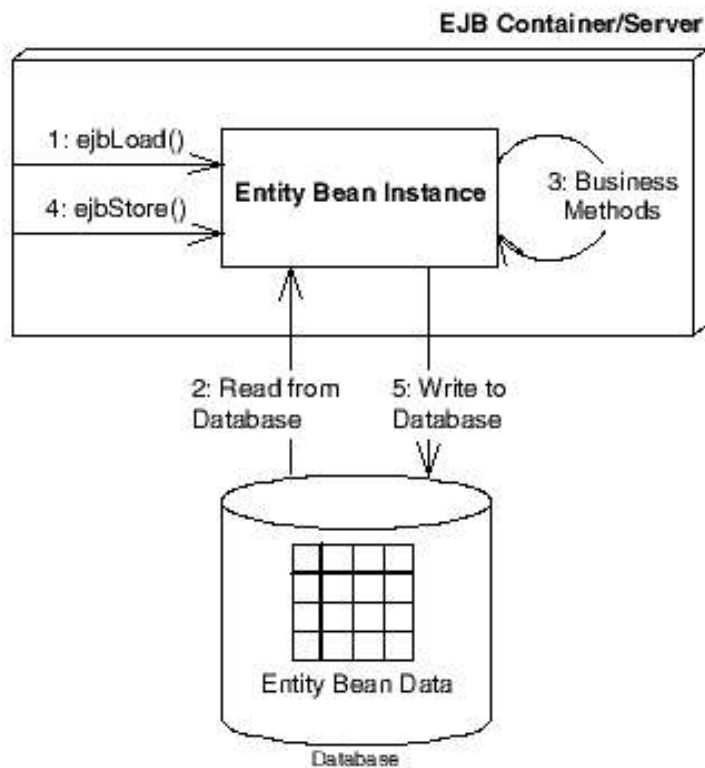 EJB Container/Server
1: ejbLoad()
4: ejbStore()
Entity Bean Instance
3: Business
Methods
2: Read from
Database
5: Write to
Database
Entity Bean Data
Database